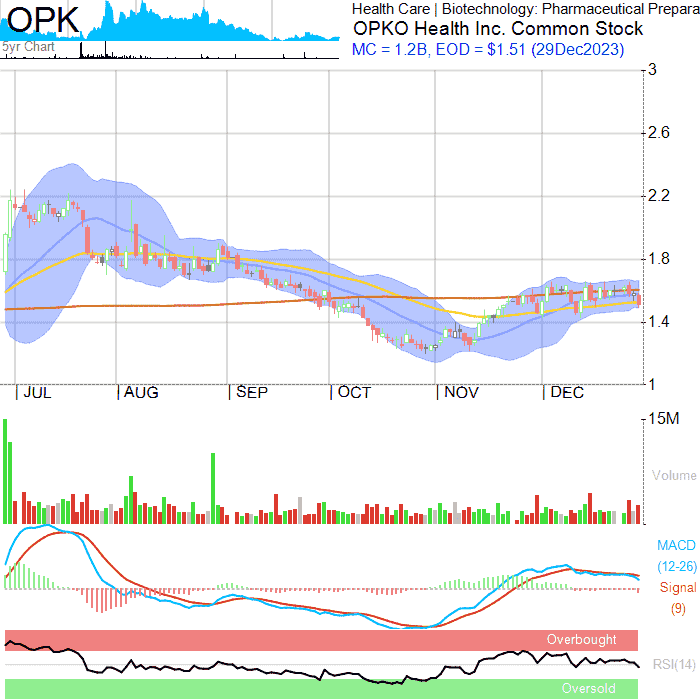 OPK
5yr Chart
Health Care | Biotechnology: Pharmaceutical Prepara
OPKO Health Inc. Common Stock
MC = 1.2B, EOD = $1.51 (29Dec2023)
3
2.6
2.2
1.8
1.4
1
JUL AUG SEP OCT NOV DEC
15M
Volume
MACD
(12-26)
Signal
(9)
Overbought
RSI(14)
Oversold